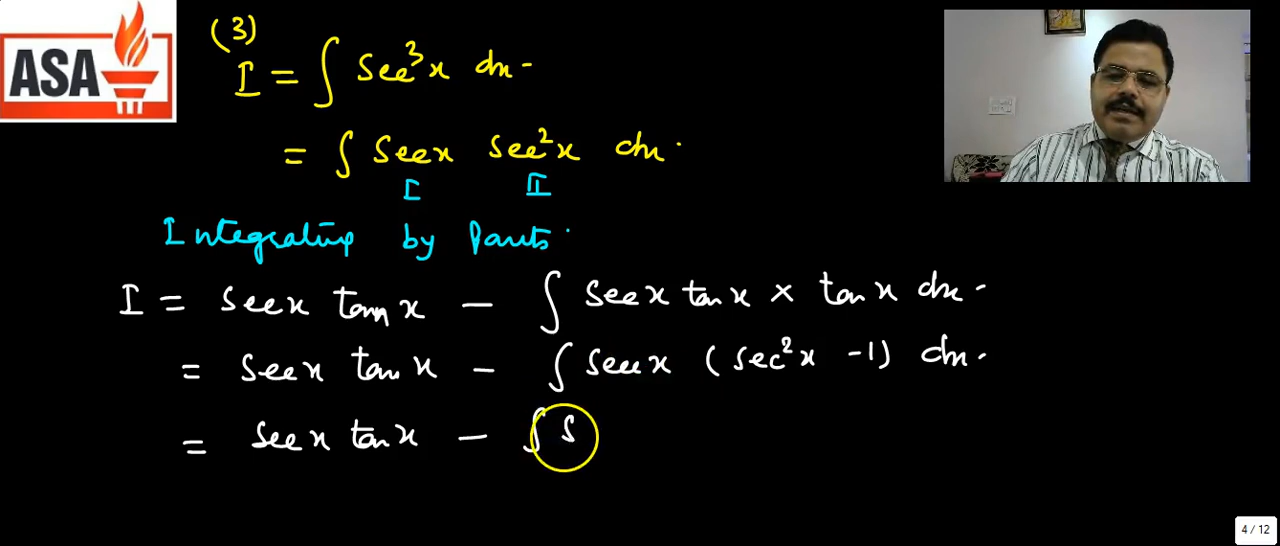 ASA
(3)
I = ∫ sec³x dx.
= ∫ secx sec²x dx.
I II
Integrating by Parts.
I = secx tanx − ∫ secx tanx × tanx dx.
= secx tanx − ∫ secx (sec²x −1) dx.
= secx tanx − ∫ s
4 / 12